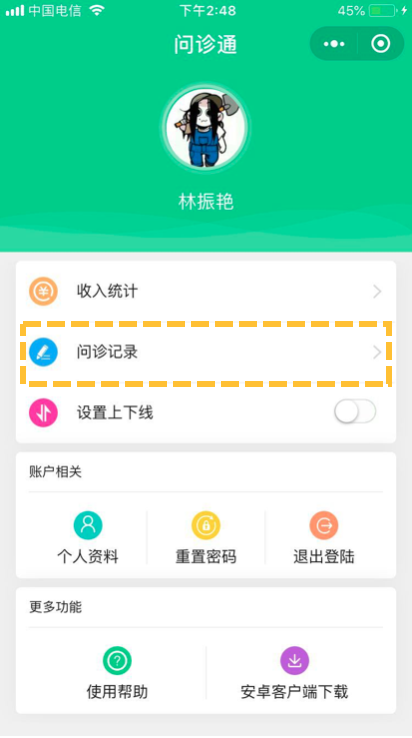 中国电信 下午2:48 45%
问诊通
林振艳
收入统计
问诊记录
设置上下线
账户相关
个人资料 重置密码 退出登陆
更多功能
使用帮助 安卓客户端下载